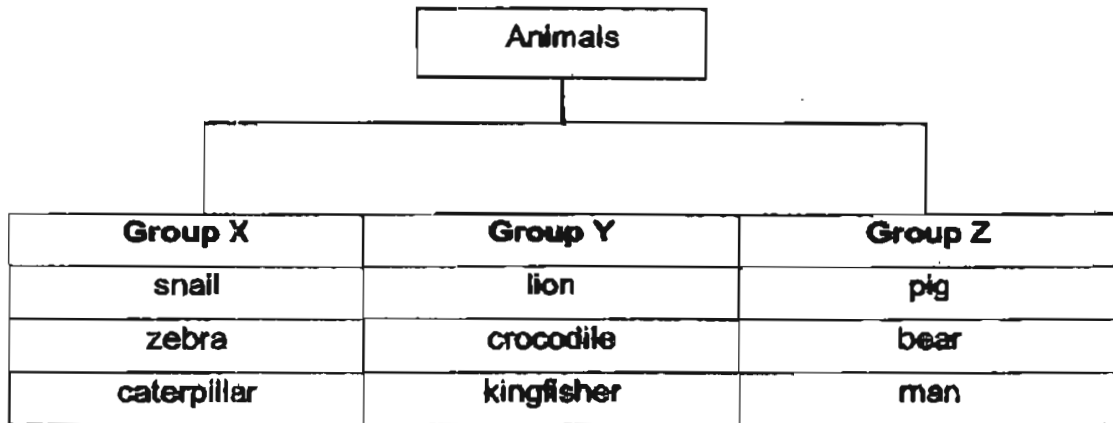 Animals
Group X Group Y Group Z
snail lion pig
zebra crocodile bear
caterpillar kingfisher man